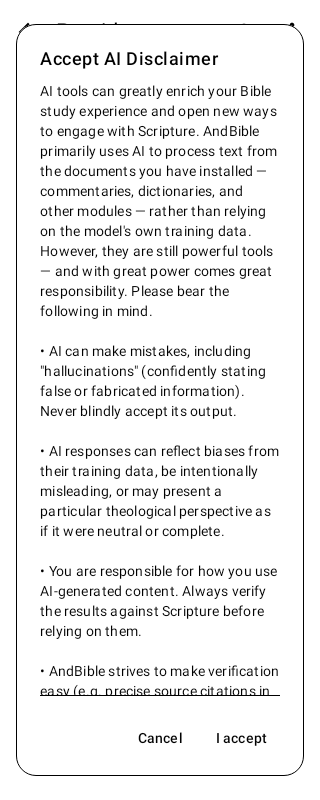 Accept AI Disclaimer
AI tools can greatly enrich your Bible
study experience and open new ways
to engage with Scripture. AndBible
primarily uses AI to process text from
the documents you have installed —
commentaries, dictionaries, and
other modules — rather than relying
on the model's own training data.
However, they are still powerful tools
— and with great power comes great
responsibility. Please bear the
following in mind.
• AI can make mistakes, including
"hallucinations" (confidently stating
false or fabricated information).
Never blindly accept its output.
• AI responses can reflect biases from
their training data, be intentionally
misleading, or may present a
particular theological perspective as
if it were neutral or complete.
• You are responsible for how you use
AI-generated content. Always verify
the results against Scripture before
relying on them.
• AndBible strives to make verification
easy (e.g. precise source citations in
Cancel
I accept